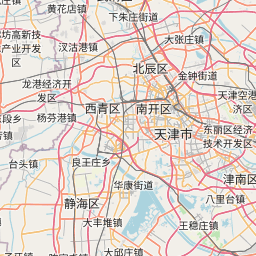 黄花店镇
下朱庄街道
廊坊高新技
术产业开发
区
汉沽港镇
大张庄镇
北辰区
龙港经济开
发区
金钟街道
天津空港
济区
杨芬港镇
西青区
南开区
天津市
东丽区经济
技术开发区
台头镇
良王庄乡
华康街道
津南区
静海区
八里台镇
大丰堆镇
王稳庄镇
大邱庄镇